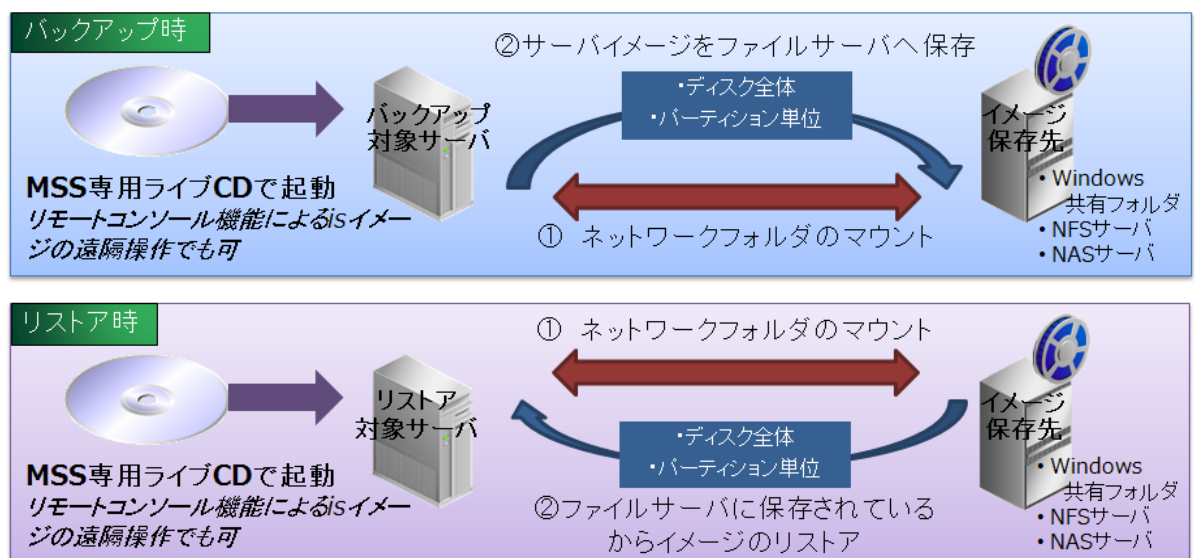 バックアップ時
②サーバイメージをファイルサーバへ保存
・ディスク全体
・パーティション単位
バックアップ
対象サーバ
イメージ
保存先
MSS専用ライブCDで起動
リモートコンソール機能によるisイメー
ジの遠隔操作でも可
① ネットワークフォルダのマウント
・Windows
共有フォルダ
・NFSサーバ
・NASサーバ
リストア時
① ネットワークフォルダのマウント
リストア
対象サーバ
イメージ
保存先
・ディスク全体
・パーティション単位
MSS専用ライブCDで起動
リモートコンソール機能によるisイメー
ジの遠隔操作でも可
②ファイルサーバに保存されている
からイメージのリストア
・Windows
共有フォルダ
・NFSサーバ
・NASサーバ